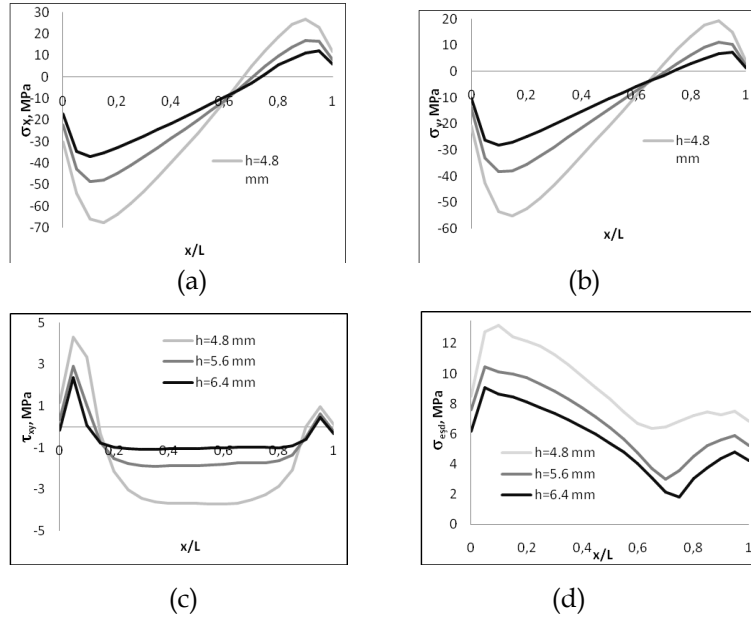 30
20
10
0
-10
-20
-30
-40
-50
-60
-70
0 0,2 0,4 0,6 0,8 1
σx, MPa
h=4.8
mm
x/L
(a)
20
10
0
-10
-20
-30
-40
-50
-60
0 0,2 0,4 0,6 0,8 1
σy, MPa
h=4.8
mm
x/L
(b)
5
3
1
-1
-3
-5
0 0,2 0,4 0,6 0,8 1
τxy, MPa
h=4.8 mm
h=5.6 mm
h=6.4 mm
x/L
(c)
12
10
8
6
4
2
0
0 0,2 0,4 0,6 0,8 1
σeşd, MPa
h=4.8 mm
h=5.6 mm
h=6.4 mm
x/L
(d)